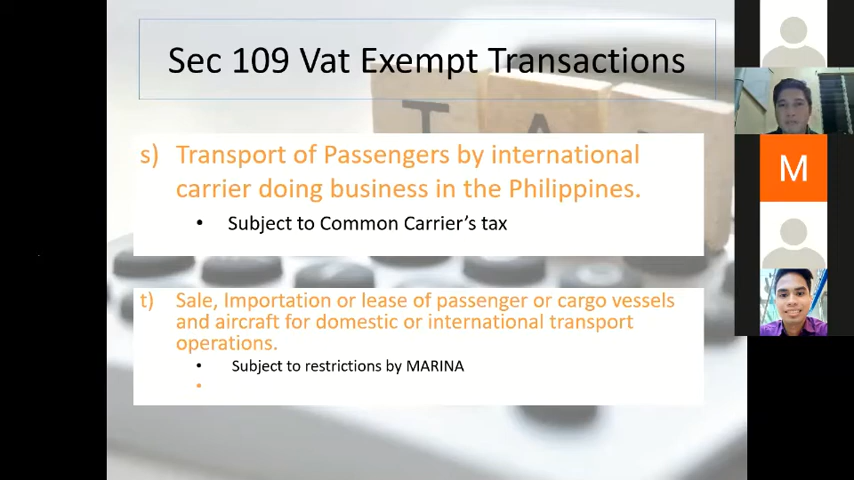 Sec 109 Vat Exempt Transactions
T A
s) Transport of Passengers by international
carrier doing business in the Philippines.
• Subject to Common Carrier's tax
M
t) Sale, Importation or lease of passenger or cargo vessels
and aircraft for domestic or international transport
operations.
• Subject to restrictions by MARINA
•